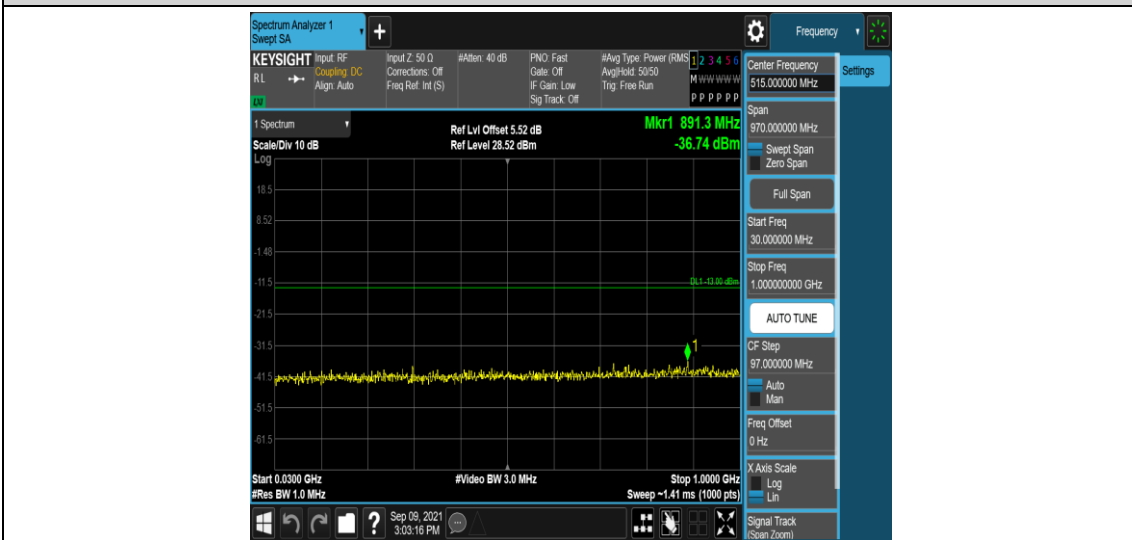 Spectrum Analyzer 1
Swept SA
Frequency
KEYSIGHT
RL
LV
Input: RF
Coupling: DC
Align: Auto
Input Z: 50 Ω
Corrections: Off
Freq Ref: Int (S)
#Atten: 40 dB
PNO: Fast
Gate: Off
IF Gain: Low
Sig Track: Off
#Avg Type: Power (RMS
Avg|Hold: 50/50
Trig: Free Run
1 2 3 4 5 6
M W W W W W
P P P P P P
1 Spectrum
Scale/Div 10 dB
Ref Lvl Offset 5.52 dB
Ref Level 28.52 dBm
Mkr1 891.3 MHz
-36.74 dBm
Log
18.5
8.52
-1.48
-11.5
DL1 -13.00 dBm
-21.5
-31.5
1
-41.5
-51.5
-61.5
Start 0.0300 GHz
#Res BW 1.0 MHz
#Video BW 3.0 MHz
Stop 1.0000 GHz
Sweep ~1.41 ms (1000 pts)
Sep 09, 2021
3:03:16 PM
Center Frequency
515.000000 MHz
Settings
Span
970.000000 MHz
Swept Span
Zero Span
Full Span
Start Freq
30.000000 MHz
Stop Freq
1.000000000 GHz
AUTO TUNE
CF Step
97.000000 MHz
Auto
Man
Freq Offset
0 Hz
X Axis Scale
Log
Lin
Signal Track
(Span Zoom)